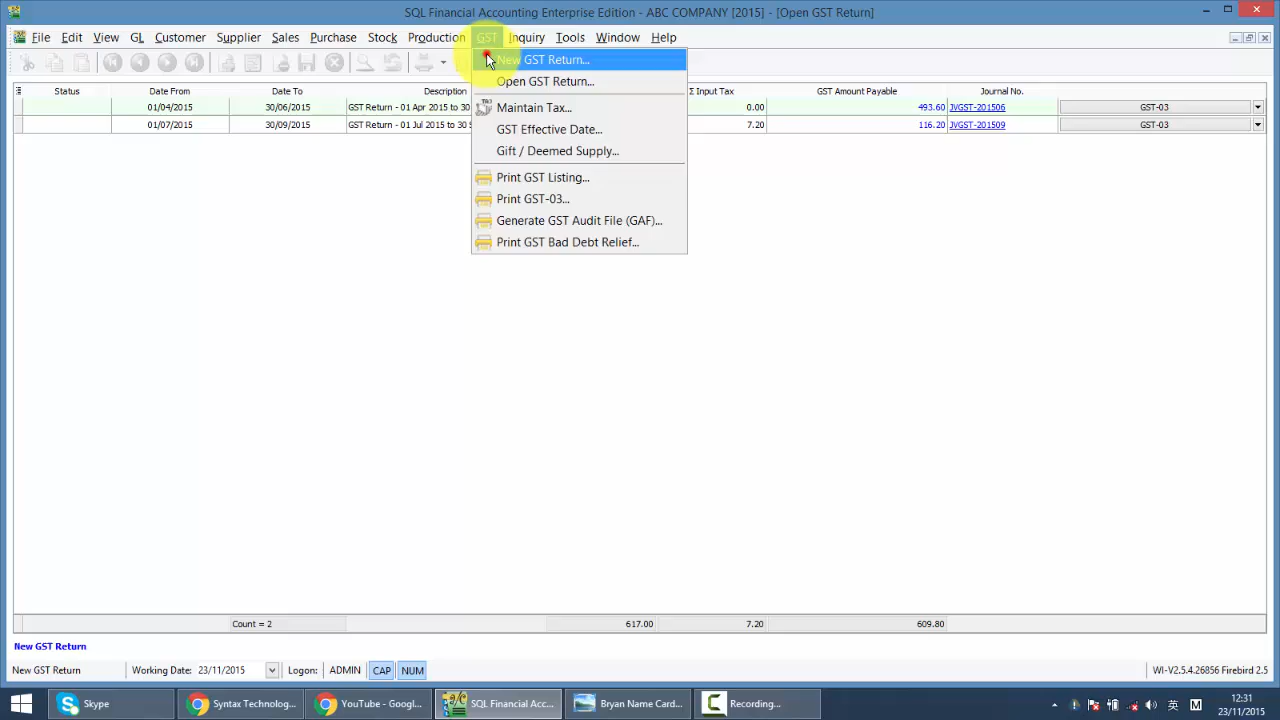 SQL Financial Accounting Enterprise Edition - ABC COMPANY [2015] - [Open GST Return]
File Edit View GL Customer Supplier Sales Purchase Stock Production GST Inquiry Tools Window Help
New GST Return...
Open GST Return...
Maintain Tax...
GST Effective Date...
Gift / Deemed Supply...
Print GST Listing...
Print GST-03...
Generate GST Audit File (GAF)...
Print GST Bad Debt Relief...
Status Date From Date To Description Σ Input Tax GST Amount Payable Journal No.
01/04/2015 30/06/2015 GST Return - 01 Apr 2015 to 30 0.00 493.60 JVGST-201506 GST-03
01/07/2015 30/09/2015 GST Return - 01 Jul 2015 to 30 S 7.20 116.20 JVGST-201509 GST-03
Count = 2 617.00 7.20 609.80
New GST Return
New GST Return Working Date: 23/11/2015 Logon: ADMIN CAP NUM WI-V2.5.4.26856 Firebird 2.5
Skype Syntax Technolog... YouTube - Googl... SQL Financial Acc... Bryan Name Card... Recording... 英 M 12:31
23/11/2015